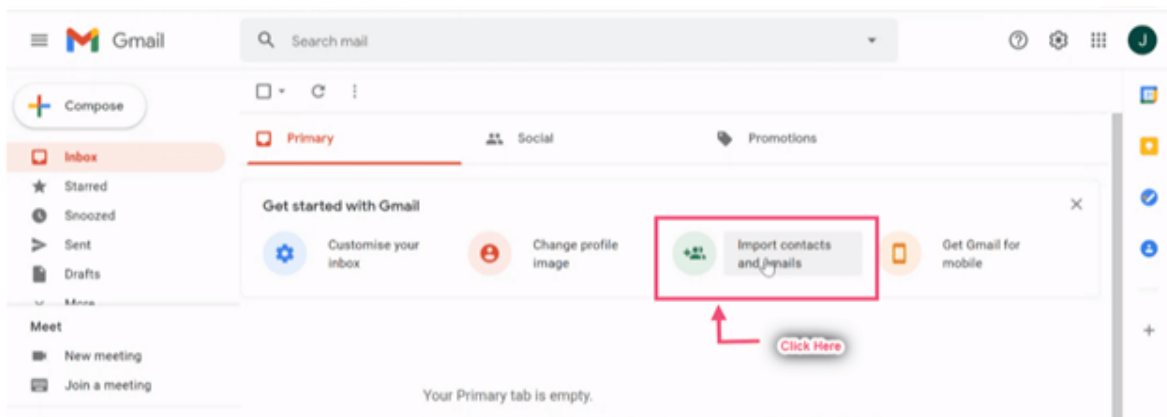 Gmail
Search mail
J
Compose
Primary
Social
Promotions
Inbox
Starred
Snoozed
Sent
Drafts
More
Get started with Gmail
Customise your
inbox
Change profile
image
Import contacts
and emails
Get Gmail for
mobile
Meet
New meeting
Join a meeting
Click Here
Your Primary tab is empty.